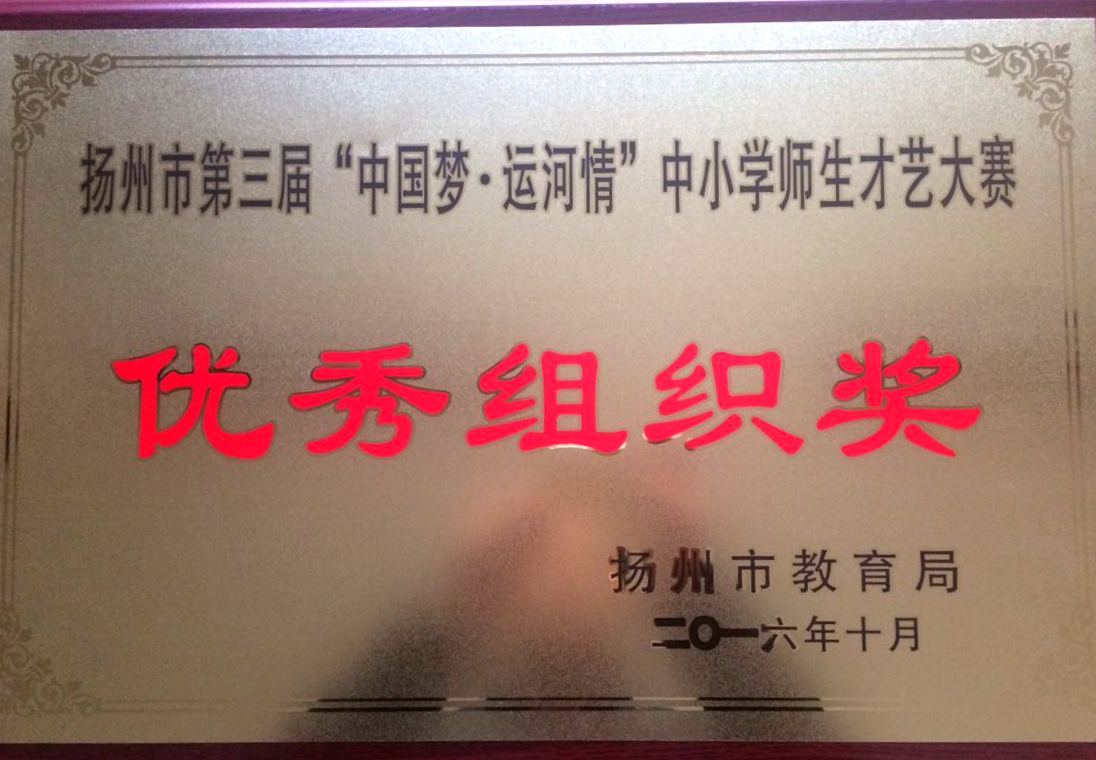 扬州市第三届“中国梦·运河情”中小学师生才艺大赛
优秀组织奖
扬州市教育局
二〇一六年十月